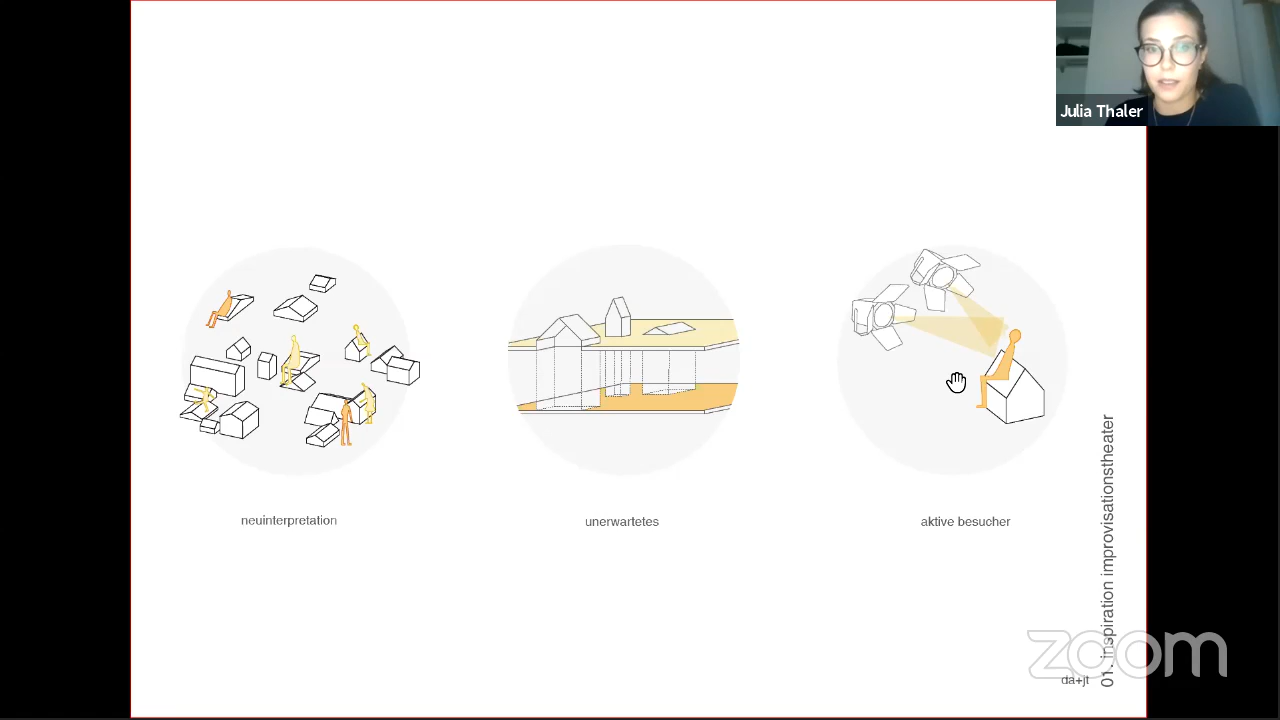 Julia Thaler
neuinterpretation
unerwartetes
aktive besucher
01. inspiration improvisationstheater
da+jt
zoom